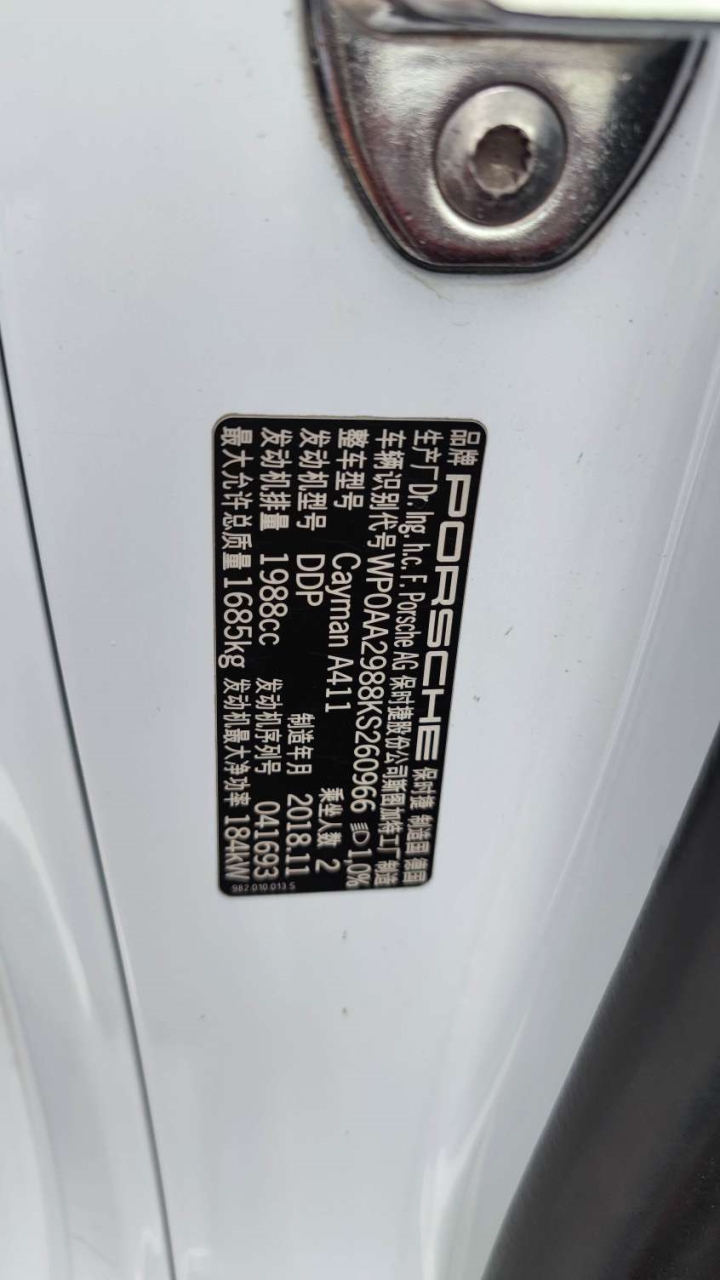 品牌 PORSCHE 保时捷 制造国 德国
生产厂 Dr. Ing. h.c. F. Porsche AG 保时捷股份公司斯图加特工厂 制造
车辆识别代号 WP0AA2988KS260966 1,0%
整车型号 Cayman A411 乘坐人数 2
发动机型号 DDP 制造年月 2018.11
发动机排量 1988cc 发动机序列号 041693
最大允许总质量 1685kg 发动机最大净功率 184kW
982 010 013 S